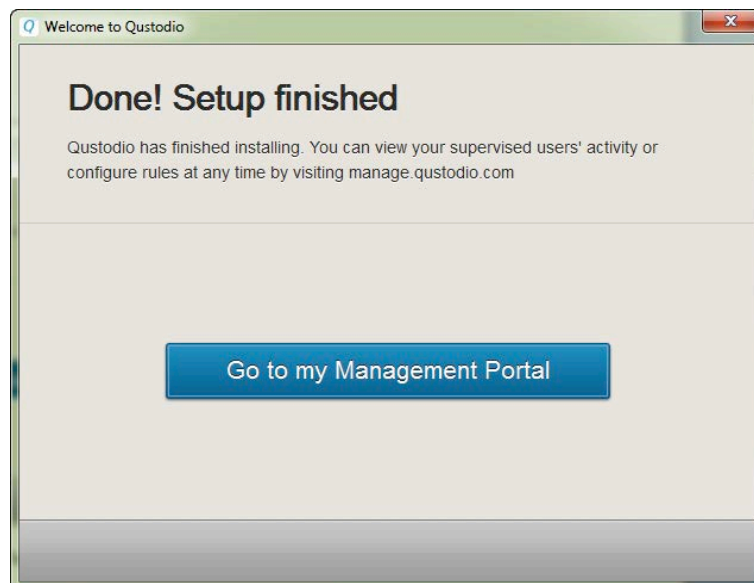 Q Welcome to Qustodio
Done! Setup finished
Qustodio has finished installing. You can view your supervised users' activity or
configure rules at any time by visiting manage.qustodio.com
Go to my Management Portal